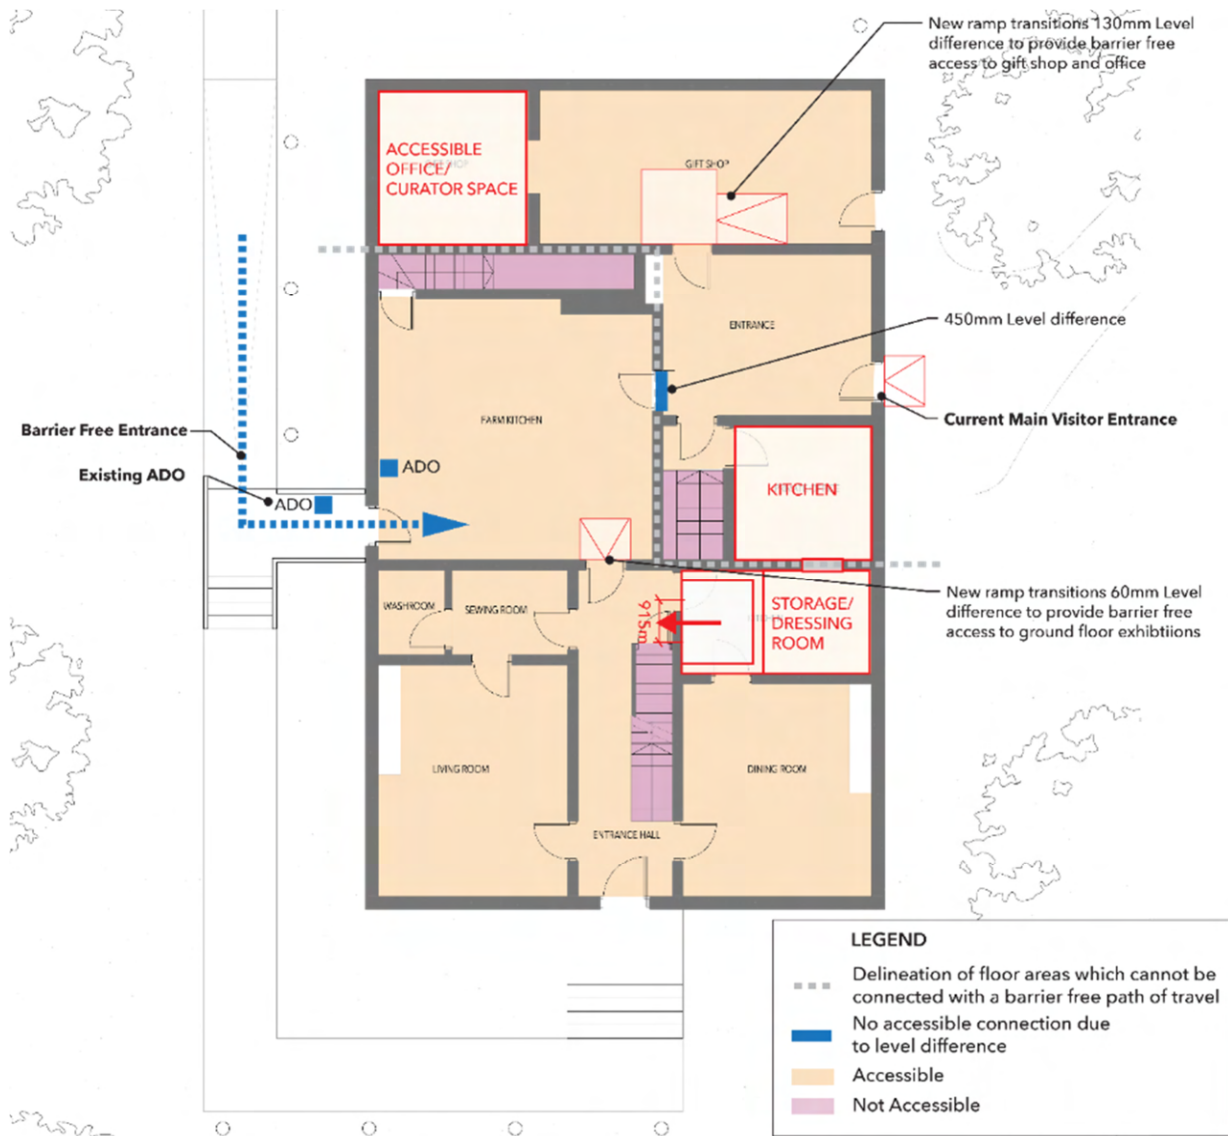 New ramp transitions 130mm Level
difference to provide barrier free
access to gift shop and office
ACCESSIBLE
OFFICE/
CURATOR SPACE
GIFT SHOP
ENTRANCE
450mm Level difference
Current Main Visitor Entrance
FARM KITCHEN
Barrier Free Entrance
Existing ADO
ADO
ADO
KITCHEN
New ramp transitions 60mm Level
difference to provide barrier free
access to ground floor exhibtiions
WASHROOM
SEWING ROOM
915m
STORAGE/
DRESSING
ROOM
LIVING ROOM
DINING ROOM
ENTRANCE HALL
LEGEND
Delineation of floor areas which cannot be
connected with a barrier free path of travel
No accessible connection due
to level difference
Accessible
Not Accessible